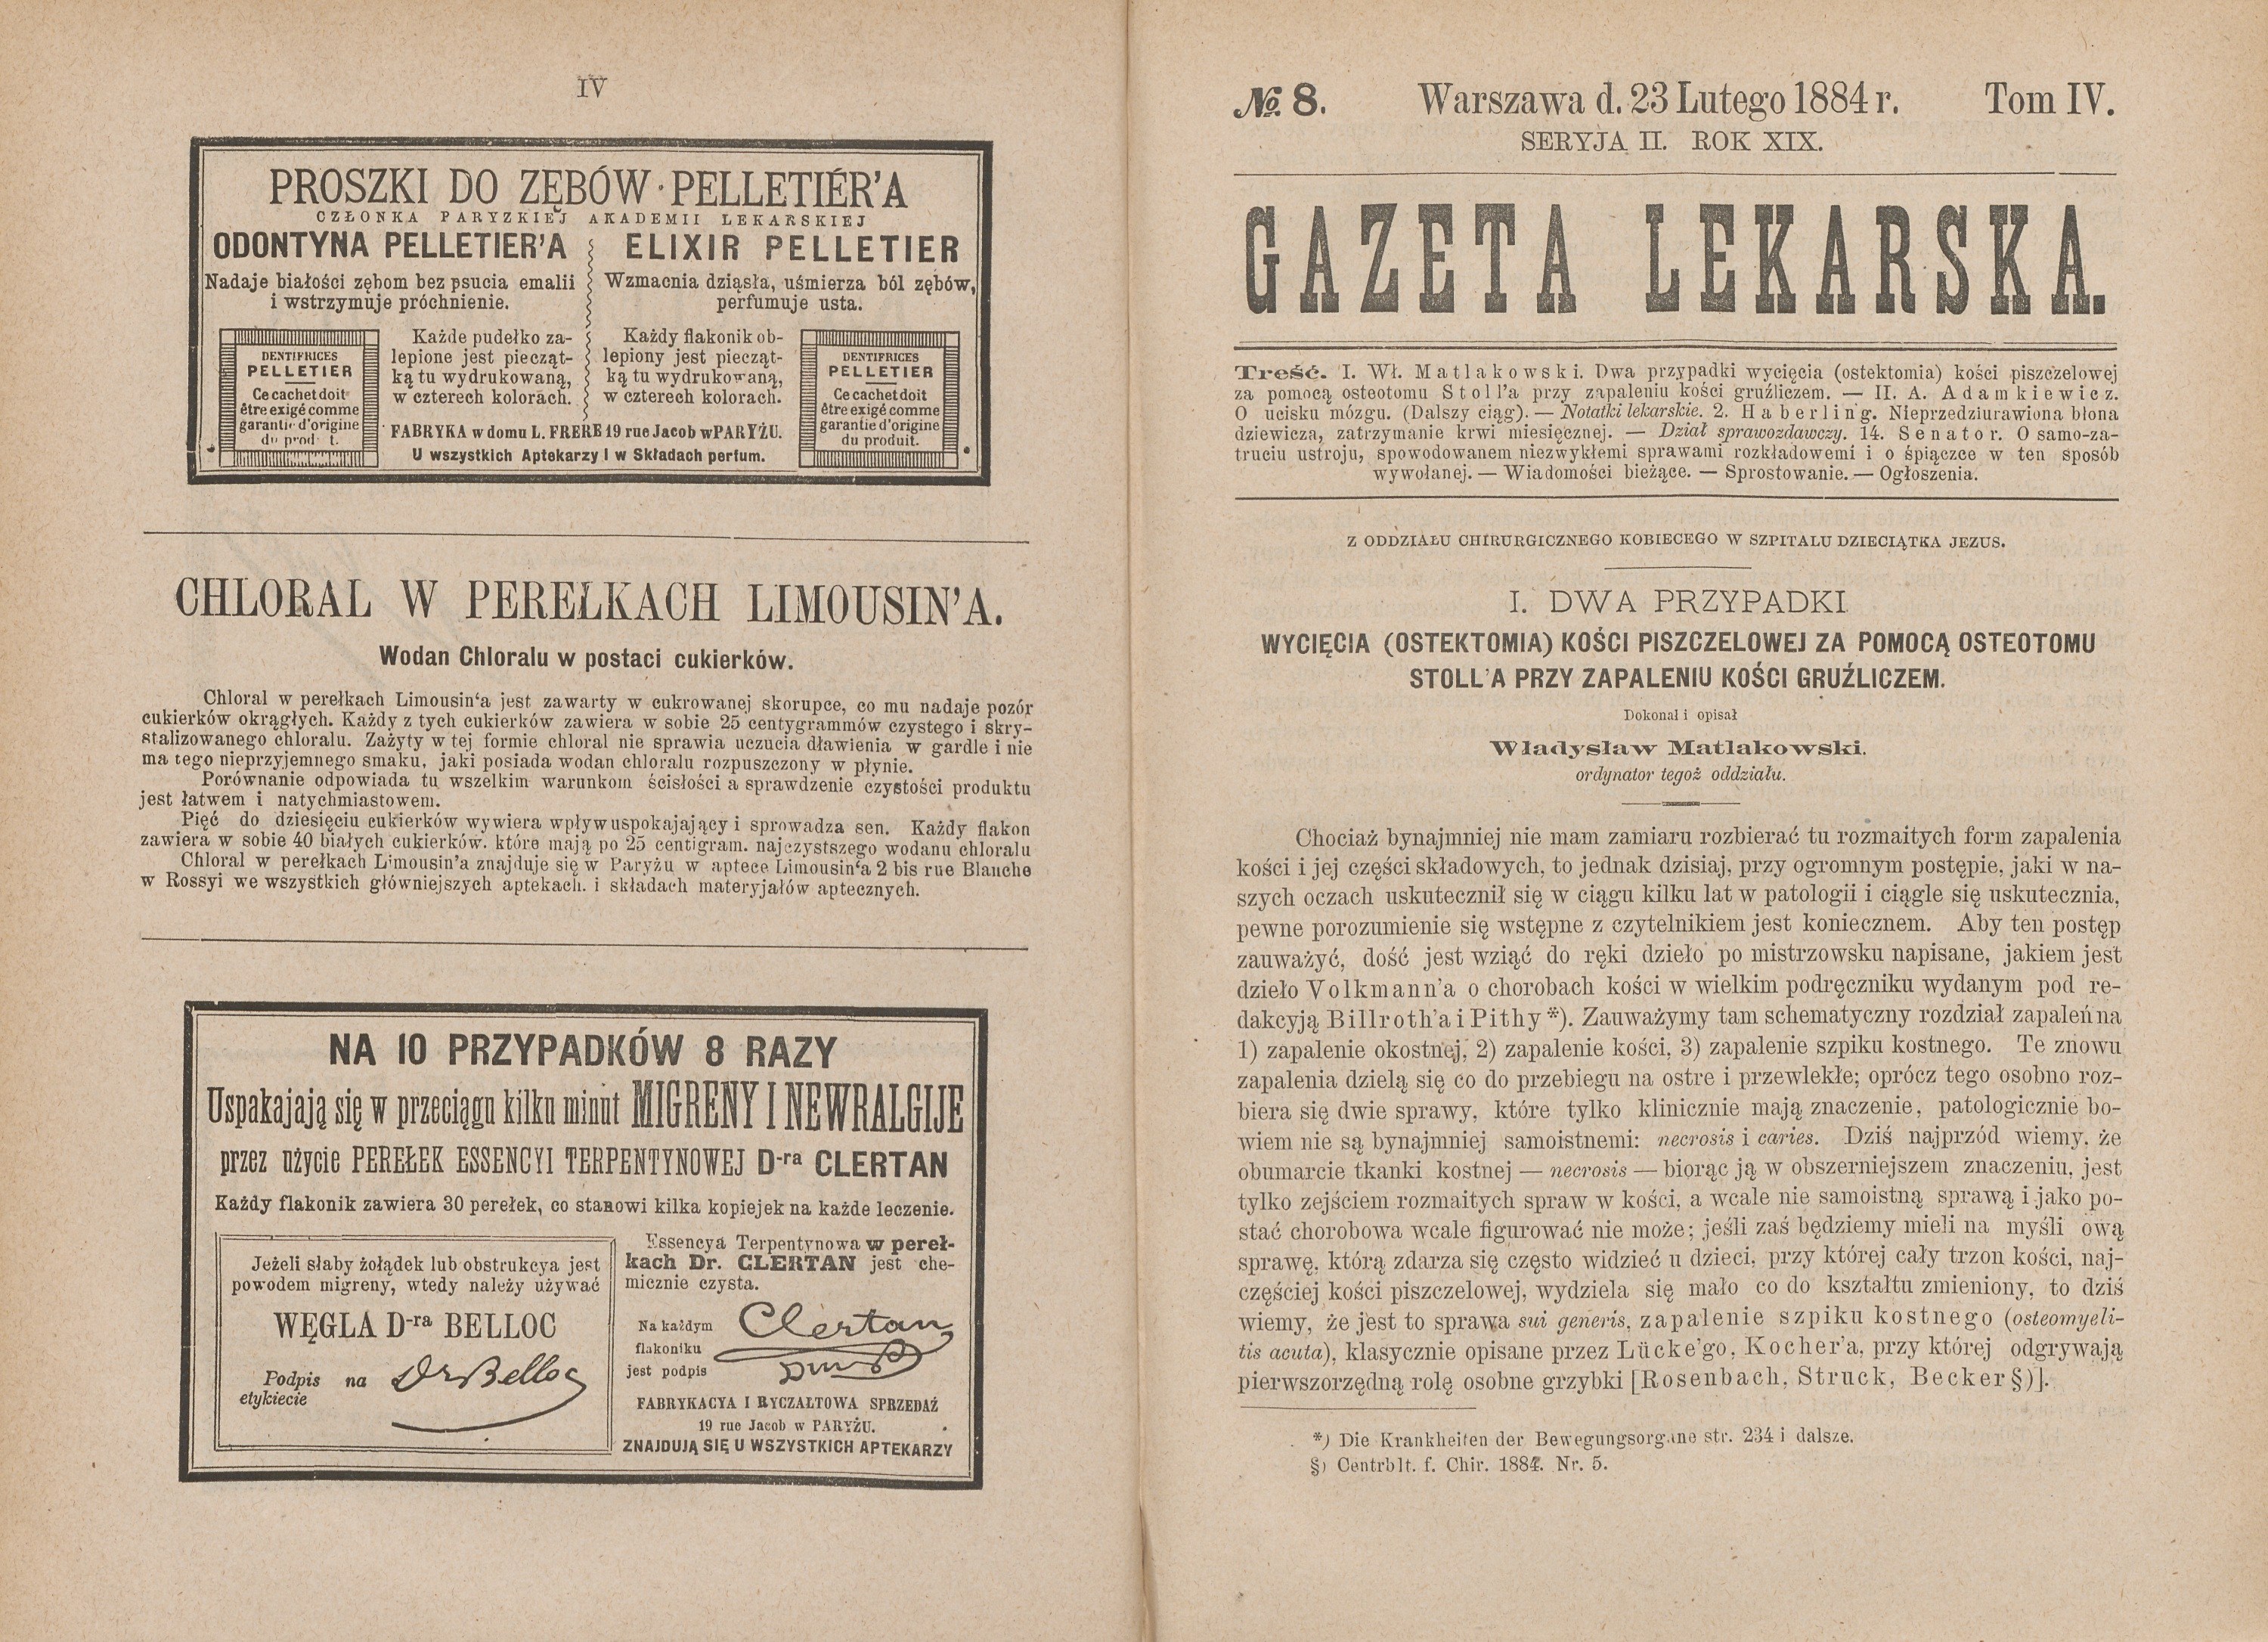 IV
PROSZKI DO ZĘBÓW · PELLETIÉR'A
CZŁONKA PARYZKIEJ AKADEMII LEKARSKIEJ
ODONTYNA PELLETIER'A
Nadaje białości zębom bez psucia emalii
i wstrzymuje próchnienie.
DENTIFRICES
PELLETIER
Ce cachet doit
être exigé comme
garantie d'origine
du prod t.
Każde pudełko za-
lepione jest pieczęt-
ką tu wydrukowaną,
w czterech kolorach.
ELIXIR PELLETIER
Wzmacnia dziąsła, uśmierza ból zębów,
perfumuje usta.
Każdy flakonik ob-
lepiony jest pieczęt-
ką tu wydrukowaną,
w czterech kolorach.
DENTIFRICES
PELLETIER
Ce cachet doit
être exigé comme
garantie d'origine
du produit.
FABRYKA w domu L. FRERE 19 rue Jacob w PARYŻU.
U wszystkich Aptekarzy i w Składach perfum.
CHLORAL W PEREŁKACH LIMOUSIN'A.
Wodan Chloralu w postaci cukierków.
Chloral w perełkach Limousin'a jest zawarty w cukrowanej skorupce, co mu nadaje pozór
cukierków okrągłych. Każdy z tych cukierków zawiera w sobie 25 centygrammów czystego i skry-
stalizowanego chloralu. Zażyty w tej formie chloral nie sprawia uczucia dławienia w gardle i nie
ma tego nieprzyjemnego smaku, jaki posiada wodan chloralu rozpuszczony w płynie.
Porównanie odpowiada tu wszelkim warunkom ścisłości a sprawdzenie czystości produktu
jest łatwem i natychmiastowem.
Pięć do dziesięciu cukierków wywiera wpływ uspokajający i sprowadza sen. Każdy flakon
zawiera w sobie 40 białych cukierków. które mają po 25 centigram. najczystszego wodanu chloralu
Chloral w perełkach Limousin'a znajduje się w Paryżu w aptece Limousin'a 2 bis rue Blanche
w Rossyi we wszystkich główniejszych aptekach. i składach materyjałów aptecznych.
NA 10 PRZYPADKÓW 8 RAZY
Uspakajają się w przeciągu kilku minut MIGRENY I NEWRALGIJE
przez użycie PEREŁEK ESSENCYI TERPENTYNOWEJ D-ra CLERTAN
Każdy flakonik zawiera 30 perełek, co stanowi kilka kopiejek na każde leczenie.
Jeżeli słaby żołądek lub obstrukcya jest
powodem migreny, wtedy należy używać
WĘGLA D-ra BELLOC
Podpis na
etykiecie
Dr Belloc
Essencya Terpentynowa w pereł-
kach Dr. CLERTAN jest che-
micznie czysta.
Na każdym
flakoniku
jest podpis
Clertan
FABRYKACYA I RYCZAŁTOWA SPRZEDAŻ
19 rue Jacob w PARYŻU.
ZNAJDUJĄ SIĘ U WSZYSTKICH APTEKARZY
№ 8. Warszawa d. 23 Lutego 1884 r. Tom IV.
SERYJA II. ROK XIX.
GAZETA LEKARSKA.
Treść. I. Wł. Matlakowski. Dwa przypadki wycięcia (ostektomia) kości piszczelowej
za pomocą osteotomu Stoll'a przy zapaleniu kości gruźliczem. — II. A. Adamkiewicz.
O ucisku mózgu. (Dalszy ciąg). — Notatki lekarskie. 2. Haberling. Nieprzedziurawiona błona
dziewicza, zatrzymanie krwi miesięcznej. — Dział sprawozdawczy. 14. Senator. O samo-za-
truciu ustroju, spowodowanem niezwykłemi sprawami rozkładowemi i o śpiączce w ten sposób
wywołanej. — Wiadomości bieżące. — Sprostowanie. — Ogłoszenia.
Z ODDZIAŁU CHIRURGICZNEGO KOBIECEGO W SZPITALU DZIECIĄTKA JEZUS.
I. DWA PRZYPADKI
WYCIĘCIA (OSTEKTOMIA) KOŚCI PISZCZELOWEJ ZA POMOCĄ OSTEOTOMU
STOLL'A PRZY ZAPALENIU KOŚCI GRUŹLICZEM.
Dokonał i opisał
Władysław Matlakowski.
ordynator tegoż oddziału.
Chociaż bynajmniej nie mam zamiaru rozbierać tu rozmaitych form zapalenia
kości i jej części składowych, to jednak dzisiaj, przy ogromnym postępie, jaki w na-
szych oczach uskutecznił się w ciągu kilku lat w patologii i ciągle się uskutecznia,
pewne porozumienie się wstępne z czytelnikiem jest koniecznem. Aby ten postęp
zauważyć, dość jest wziąć do ręki dzieło po mistrzowsku napisane, jakiem jest
dzieło Volkmann'a o chorobach kości w wielkim podręczniku wydanym pod re-
dakcyją Billroth'a i Pithy *). Zauważymy tam schematyczny rozdział zapaleń na
1) zapalenie okostnej, 2) zapalenie kości, 3) zapalenie szpiku kostnego. Te znowu
zapalenia dzielą się co do przebiegu na ostre i przewlekłe; oprócz tego osobno roz-
biera się dwie sprawy, które tylko klinicznie mają znaczenie, patologicznie bo-
wiem nie są bynajmniej samoistnemi: necrosis i caries. Dziś najprzód wiemy, że
obumarcie tkanki kostnej — necrosis — biorąc ją w obszerniejszem znaczeniu, jest
tylko zejściem rozmaitych spraw w kości, a wcale nie samoistną sprawą i jako po-
stać chorobowa wcale figurować nie może; jeśli zaś będziemy mieli na myśli ową
sprawę, którą zdarza się często widzieć u dzieci, przy której cały trzon kości, naj-
częściej kości piszczelowej, wydziela się mało co do kształtu zmieniony, to dziś
wiemy, że jest to sprawa sui generis, zapalenie szpiku kostnego (osteomyeli-
tis acuta), klasycznie opisane przez Lücke'go, Kocher'a, przy której odgrywają
pierwszorzędną rolę osobne grzybki [Rosenbach, Struck, Becker §)].
*) Die Krankheiten der Bewegungsorgane str. 234 i dalsze.
§) Centrblt. f. Chir. 1884. Nr. 5.